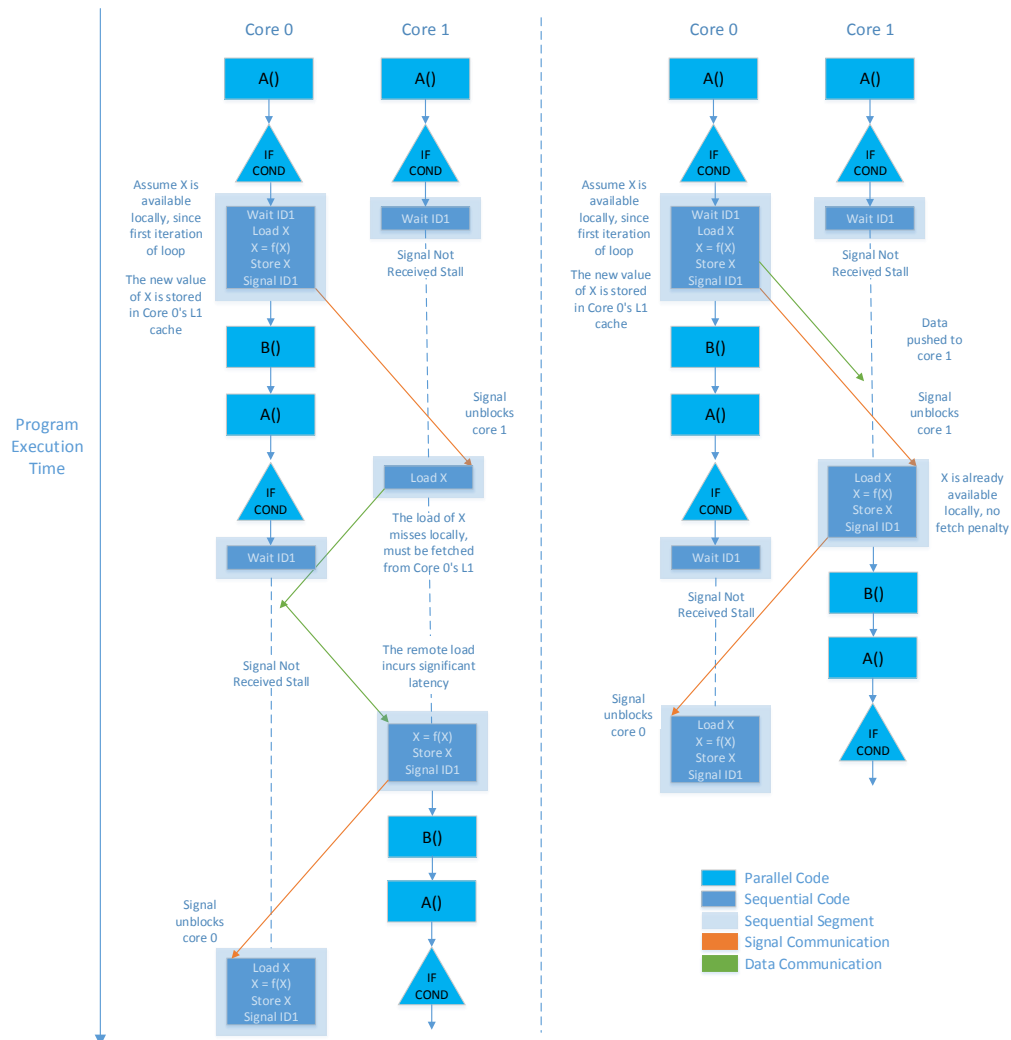 Core 0
Core 1
A()
A()
IF
COND
IF
COND
Assume X is
available
locally, since
first iteration
of loop
The new value
of X is stored
in Core 0's L1
cache
Wait ID1
Load X
X = f(X)
Store X
Signal ID1
Wait ID1
Signal Not
Received Stall
B()
A()
Signal
unblocks
core 1
IF
COND
Load X
The load of X
misses locally,
must be fetched
from Core 0's L1
Wait ID1
Signal Not
Received Stall
The remote load
incurs significant
latency
X = f(X)
Store X
Signal ID1
B()
A()
Signal
unblocks
core 0
IF
COND
Load X
X = f(X)
Store X
Signal ID1
Program
Execution
Time
Core 0
Core 1
A()
A()
IF
COND
IF
COND
Assume X is
available
locally, since
first iteration
of loop
The new value
of X is stored
in Core 0's L1
cache
Wait ID1
Load X
X = f(X)
Store X
Signal ID1
Wait ID1
Signal Not
Received Stall
B()
Data
pushed to
core 1
A()
Signal
unblocks
core 1
IF
COND
Load X
X = f(X)
Store X
Signal ID1
X is already
available
locally, no
fetch penalty
Wait ID1
Signal Not
Received Stall
B()
A()
Signal
unblocks
core 0
Load X
X = f(X)
Store X
Signal ID1
IF
COND
Parallel Code
Sequential Code
Sequential Segment
Signal Communication
Data Communication